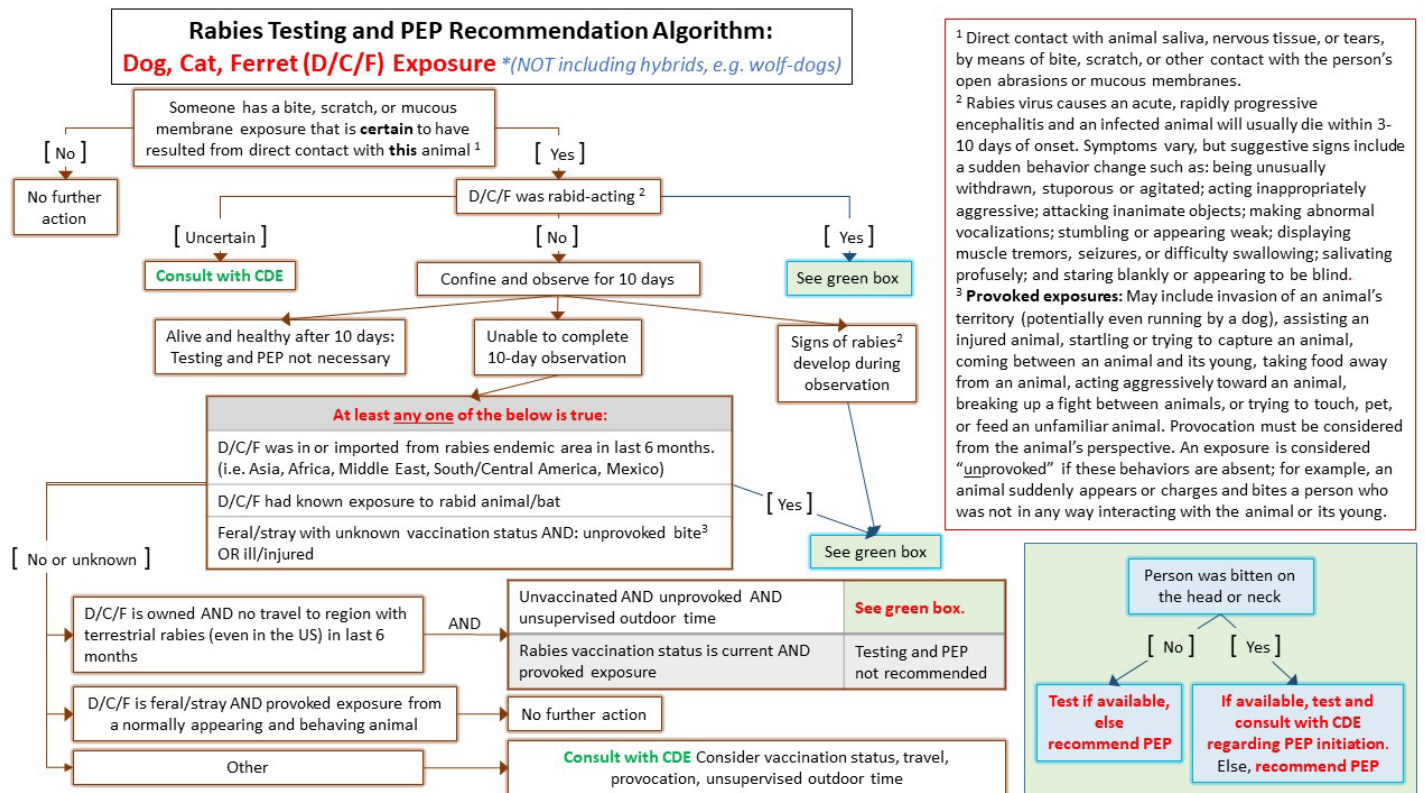 Rabies Testing and PEP Recommendation Algorithm:
Dog, Cat, Ferret (D/C/F) Exposure *(NOT including hybrids, e.g. wolf-dogs)
Someone has a bite, scratch, or mucous
membrane exposure that is certain to have
resulted from direct contact with this animal 1
[ No ]
[ Yes ]
No further
action
D/C/F was rabid-acting 2
[ Uncertain ]
[ No ]
[ Yes ]
Consult with CDE
Confine and observe for 10 days
See green box
Alive and healthy after 10 days:
Testing and PEP not necessary
Unable to complete
10-day observation
Signs of rabies2
develop during
observation
At least any one of the below is true:
D/C/F was in or imported from rabies endemic area in last 6 months.
(i.e. Asia, Africa, Middle East, South/Central America, Mexico)
D/C/F had known exposure to rabid animal/bat
Feral/stray with unknown vaccination status AND: unprovoked bite3
OR ill/injured
[ Yes ]
See green box
[ No or unknown ]
D/C/F is owned AND no travel to region with
terrestrial rabies (even in the US) in last 6
months
AND
Unvaccinated AND unprovoked AND
unsupervised outdoor time
See green box.
Rabies vaccination status is current AND
provoked exposure
Testing and PEP
not recommended
D/C/F is feral/stray AND provoked exposure from
a normally appearing and behaving animal
No further action
Other
Consult with CDE Consider vaccination status, travel,
provocation, unsupervised outdoor time
1 Direct contact with animal saliva, nervous tissue, or tears,
by means of bite, scratch, or other contact with the person's
open abrasions or mucous membranes.
2 Rabies virus causes an acute, rapidly progressive
encephalitis and an infected animal will usually die within 3-
10 days of onset. Symptoms vary, but suggestive signs include
a sudden behavior change such as: being unusually
withdrawn, stuporous or agitated; acting inappropriately
aggressive; attacking inanimate objects; making abnormal
vocalizations; stumbling or appearing weak; displaying
muscle tremors, seizures, or difficulty swallowing; salivating
profusely; and staring blankly or appearing to be blind.
3 Provoked exposures: May include invasion of an animal's
territory (potentially even running by a dog), assisting an
injured animal, startling or trying to capture an animal,
coming between an animal and its young, taking food away
from an animal, acting aggressively toward an animal,
breaking up a fight between animals, or trying to touch, pet,
or feed an unfamiliar animal. Provocation must be considered
from the animal's perspective. An exposure is considered
"unprovoked" if these behaviors are absent; for example, an
animal suddenly appears or charges and bites a person who
was not in any way interacting with the animal or its young.
Person was bitten on
the head or neck
[ No ]
[ Yes ]
Test if available,
else
recommend PEP
If available, test and
consult with CDE
regarding PEP initiation.
Else, recommend PEP